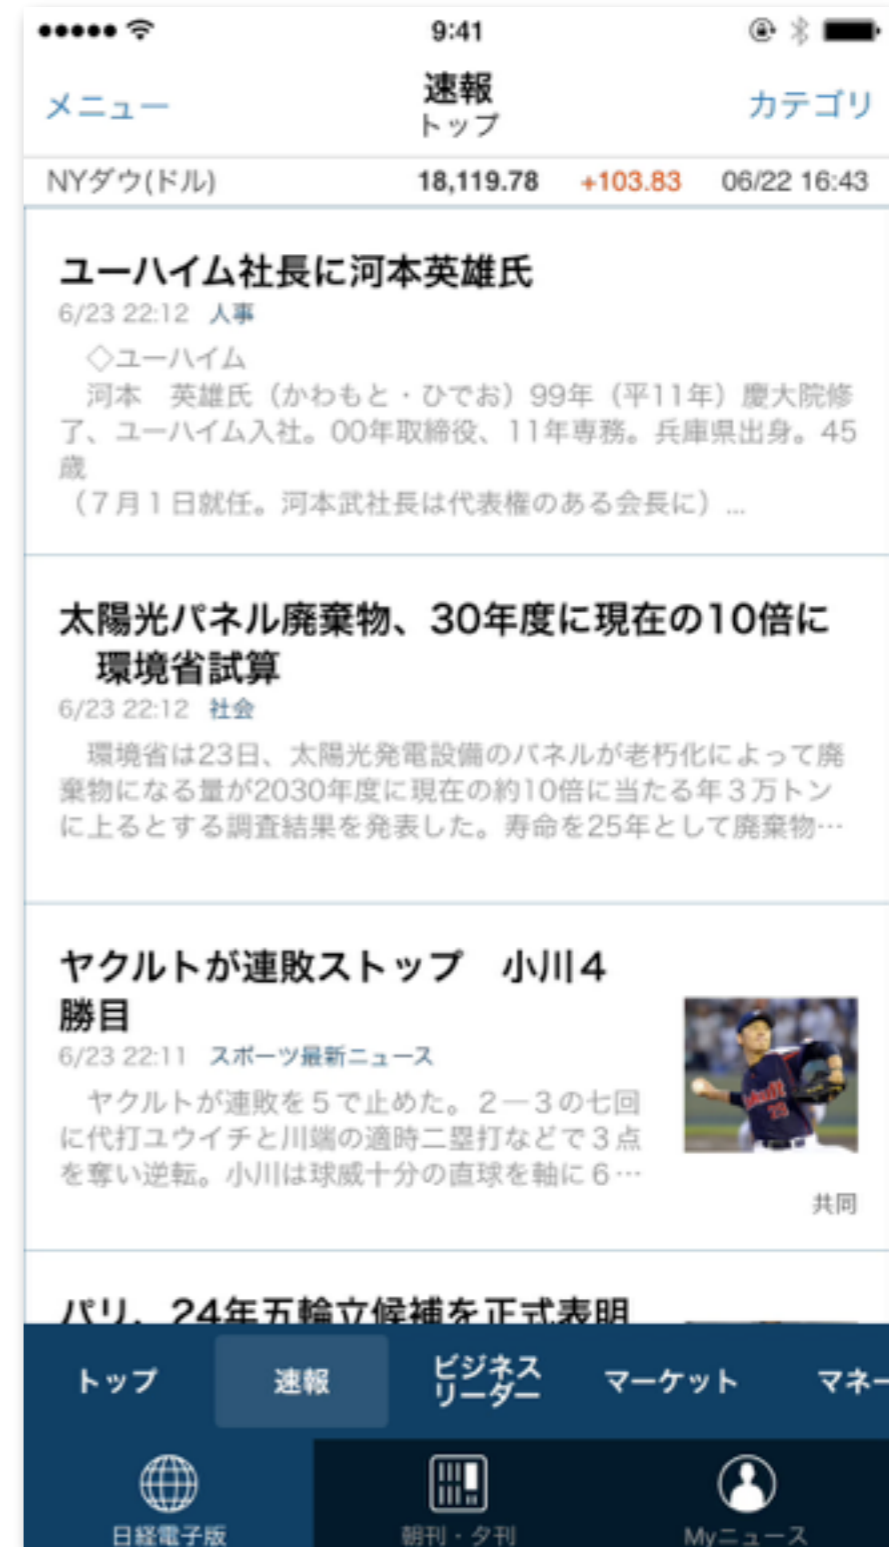 9:41
メニュー
速報
カテゴリ
トップ
NYダウ(ドル) 18,119.78 +103.83 06/22 16:43
ユーハイム社長に河本英雄氏
6/23 22:12 人事
◇ユーハイム
河本　英雄氏（かわもと・ひでお）99年（平11年）慶大院修
了、ユーハイム入社。00年取締役、11年専務。兵庫県出身。45
歳
（７月１日就任。河本武社長は代表権のある会長に）...
太陽光パネル廃棄物、30年度に現在の10倍に
環境省試算
6/23 22:12 社会
環境省は23日、太陽光発電設備のパネルが老朽化によって廃
棄物になる量が2030年度に現在の約10倍に当たる年３万トン
に上るとする調査結果を発表した。寿命を25年として廃棄物…
ヤクルトが連敗ストップ　小川４
勝目
6/23 22:11 スポーツ最新ニュース
ヤクルトが連敗を５で止めた。２―３の七回
に代打ユウイチと川端の適時二塁打などで３点
を奪い逆転。小川は球威十分の直球を軸に６…
共同
パリ、24年五輪立候補を正式表明
トップ
速報
ビジネス
リーダー
マーケット
マネー
日経電子版
朝刊・夕刊
Myニュース